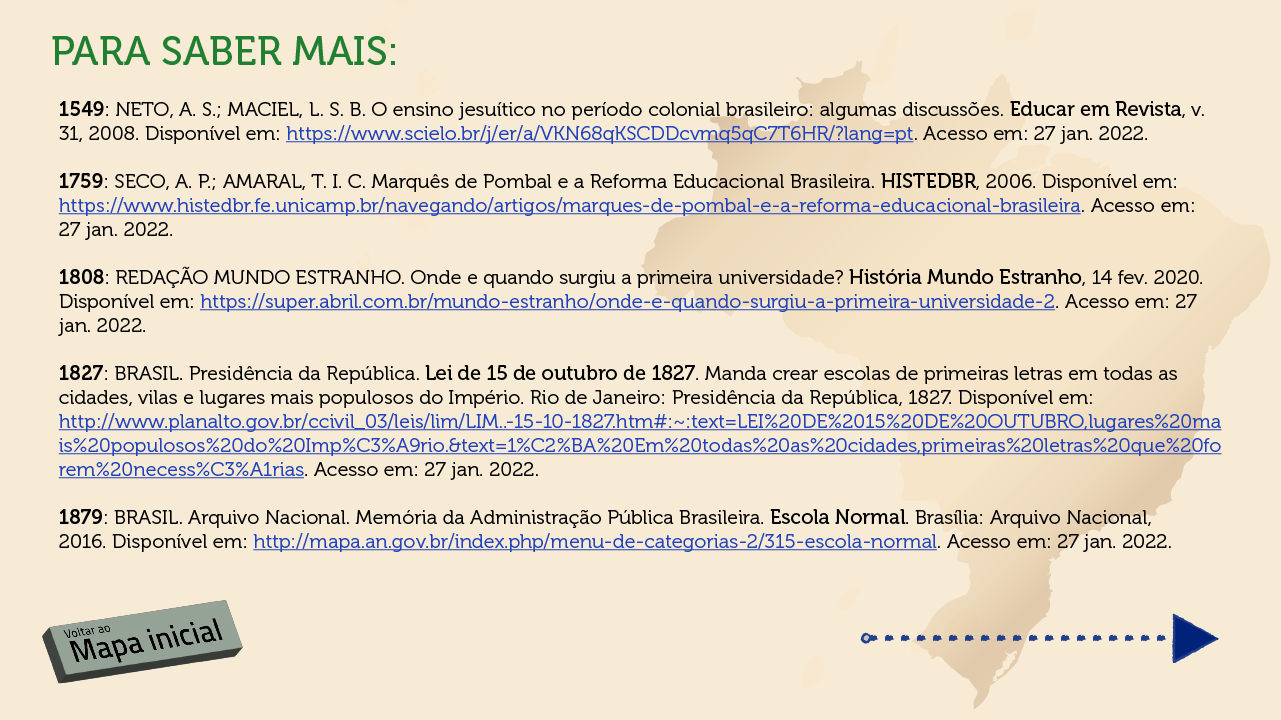 PARA SABER MAIS:
1549: NETO, A. S.; MACIEL, L. S. B. O ensino jesuítico no período colonial brasileiro: algumas discussões. Educar em Revista, v.
31, 2008. Disponível em: https://www.scielo.br/j/er/a/VKN68qKSCDDcvmq5qC7T6HR/?lang=pt. Acesso em: 27 jan. 2022.
1759: SECO, A. P.; AMARAL, T. I. C. Marquês de Pombal e a Reforma Educacional Brasileira. HISTEDBR, 2006. Disponível em:
https://www.histedbr.fe.unicamp.br/navegando/artigos/marques-de-pombal-e-a-reforma-educacional-brasileira. Acesso em:
27 jan. 2022.
1808: REDAÇÃO MUNDO ESTRANHO. Onde e quando surgiu a primeira universidade? História Mundo Estranho, 14 fev. 2020.
Disponível em: https://super.abril.com.br/mundo-estranho/onde-e-quando-surgiu-a-primeira-universidade-2. Acesso em: 27
jan. 2022.
1827: BRASIL. Presidência da República. Lei de 15 de outubro de 1827. Manda crear escolas de primeiras letras em todas as
cidades, vilas e lugares mais populosos do Império. Rio de Janeiro: Presidência da República, 1827. Disponível em:
http://www.planalto.gov.br/ccivil_03/leis/lim/LIM..-15-10-1827.htm#:~:text=LEI%20DE%2015%20DE%20OUTUBRO,lugares%20ma
is%20populosos%20do%20Imp%C3%A9rio.&text=1%C2%BA%20Em%20todas%20as%20cidades,primeiras%20letras%20que%20fo
rem%20necess%C3%A1rias. Acesso em: 27 jan. 2022.
1879: BRASIL. Arquivo Nacional. Memória da Administração Pública Brasileira. Escola Normal. Brasília: Arquivo Nacional,
2016. Disponível em: http://mapa.an.gov.br/index.php/menu-de-categorias-2/315-escola-normal. Acesso em: 27 jan. 2022.
Voltar ao
Mapa inicial